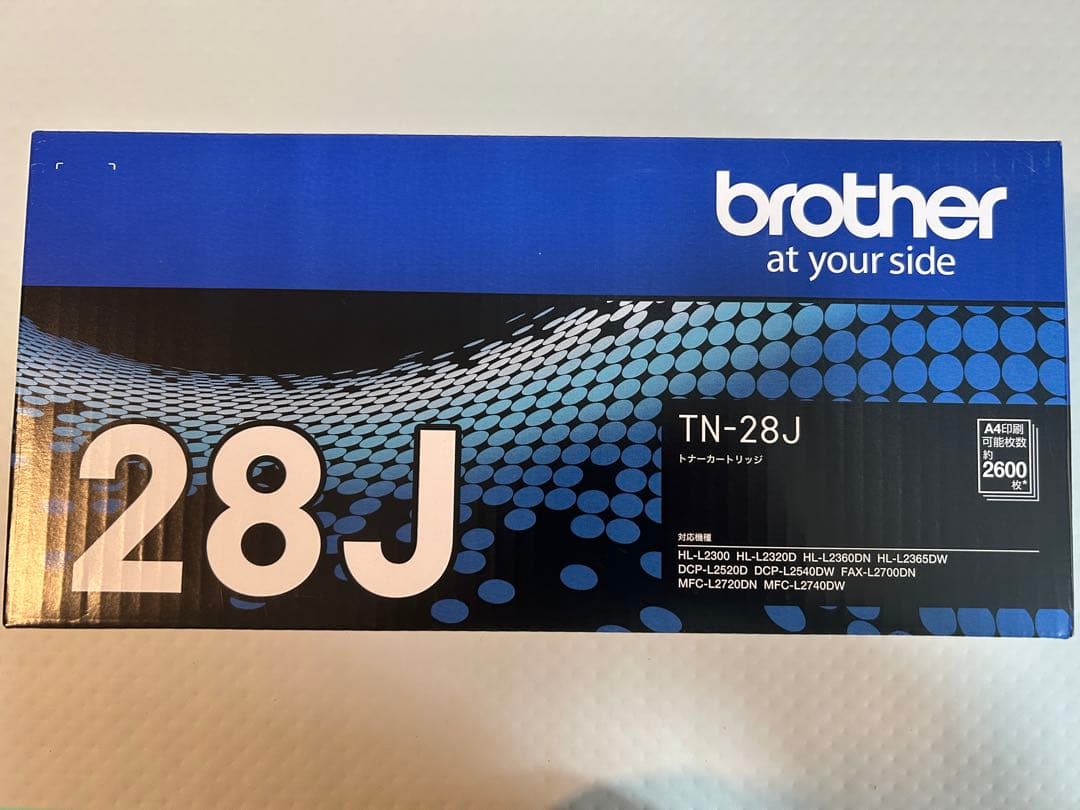 brother
at your side
28J
TN-28J
トナーカートリッジ
A4印刷
可能枚数
約
2600
枚*
対応機種
HL-L2300 HL-L2320D HL-L2360DN HL-L2365DW
DCP-L2520D DCP-L2540DW FAX-L2700DN
MFC-L2720DN MFC-L2740DW